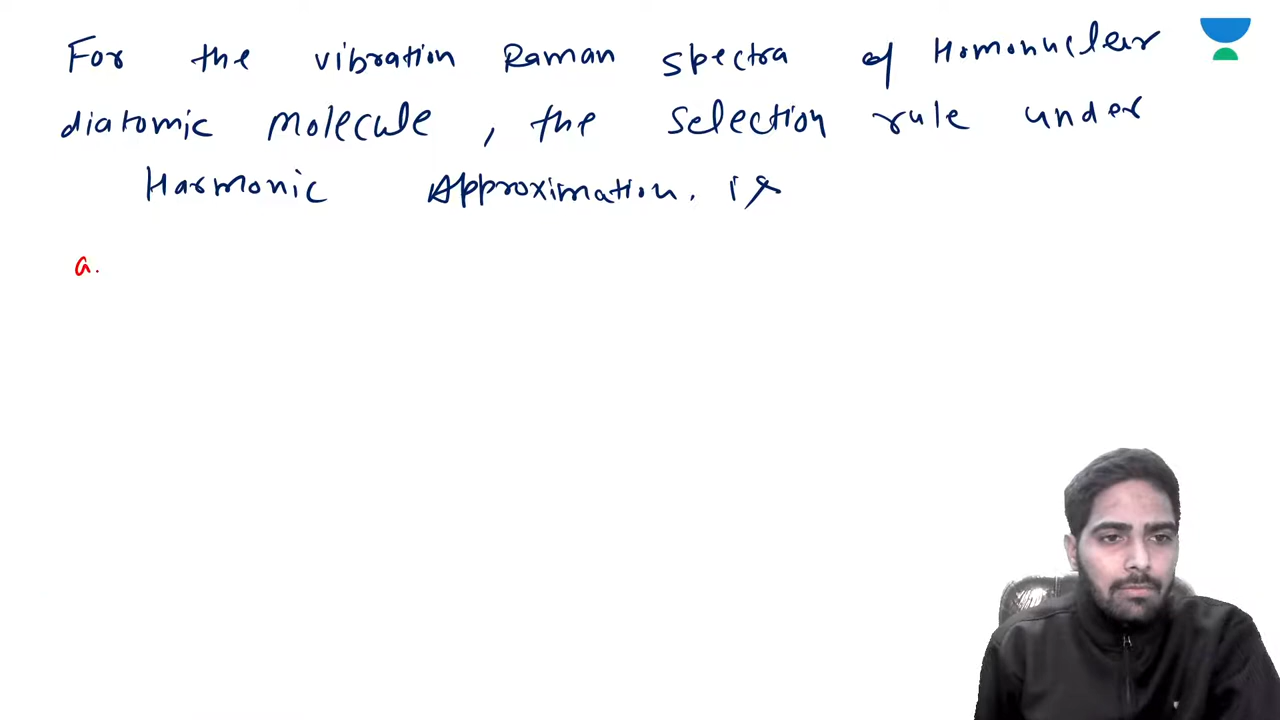 For the vibration Raman spectra of Homonuclear
diatomic Molecule, the Selection rule under
Harmonic Approximation. is
a.